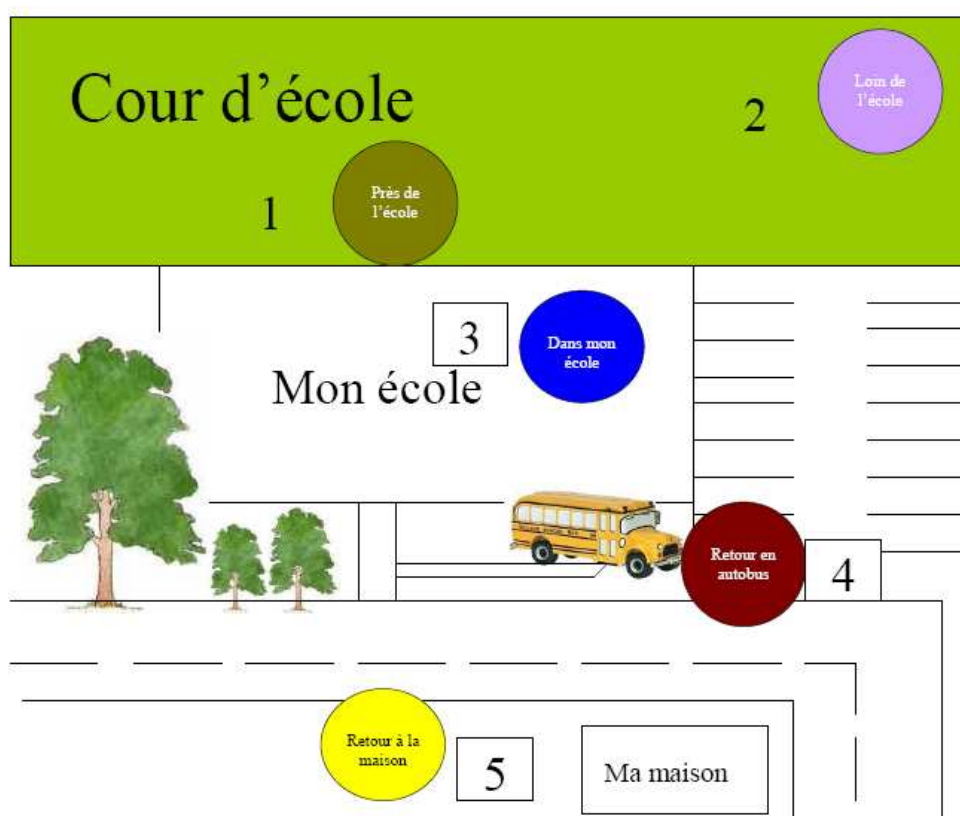 Cour d'école
2
Loin de
l'école
1
Près de
l'école
3
Dans mon
école
Mon école
Retour en
autobus
4
Retour à la
maison
5
Ma maison